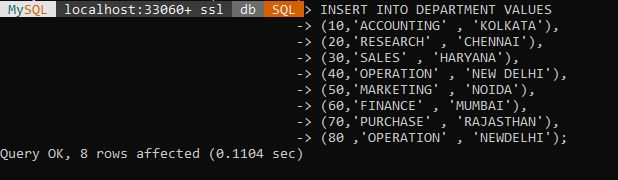 MySQL localhost:33060+ ssl db SQL > INSERT INTO DEPARTMENT VALUES
-> (10,'ACCOUNTING' , 'KOLKATA'),
-> (20,'RESEARCH' , 'CHENNAI'),
-> (30,'SALES' , 'HARYANA'),
-> (40,'OPERATION' , 'NEW DELHI'),
-> (50,'MARKETING' , 'NOIDA'),
-> (60,'FINANCE' , 'MUMBAI'),
-> (70,'PURCHASE' , 'RAJASTHAN'),
-> (80 ,'OPERATION' , 'NEWDELHI');
Query OK, 8 rows affected (0.1104 sec)